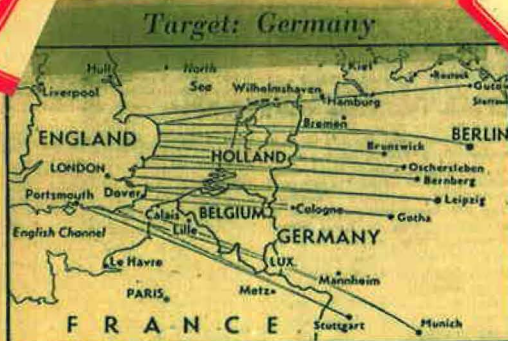 Target: Germany
Hull
North
Sea
Kiel
Rostock
Liverpool
Wilhelmshaven
Hamburg
Bremen
ENGLAND
BERLIN
Brunswick
HOLLAND
LONDON
Oschersleben
Bernberg
Portsmouth
Dover
Leipzig
Calais
BELGIUM
Cologne
Gotha
English Channel
Lille
GERMANY
Le Havre
LUX.
Mannheim
PARIS
Metz
FRANCE
Stuttgart
Munich